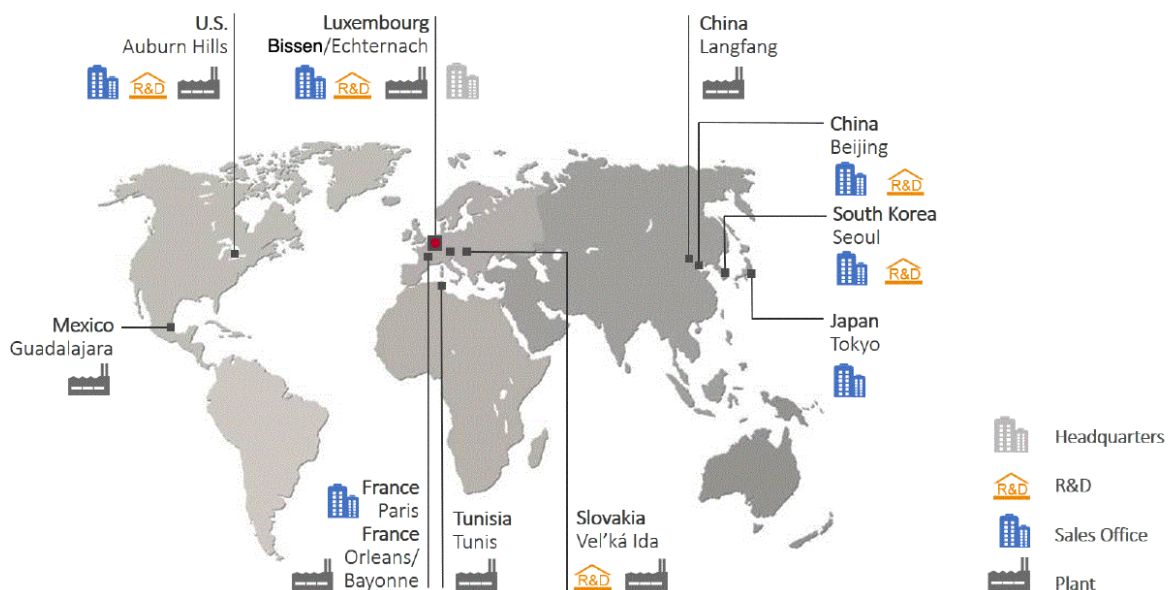 U.S.
Auburn Hills
R&D
Luxembourg
Bissen/Echternach
R&D
China
Langfang
China
Beijing
R&D
South Korea
Seoul
R&D
Japan
Tokyo
Mexico
Guadalajara
France
Paris
France
Orleans/
Bayonne
Tunisia
Tunis
Slovakia
Vel’ká Ida
R&D
Headquarters
R&D
R&D
Sales Office
Plant